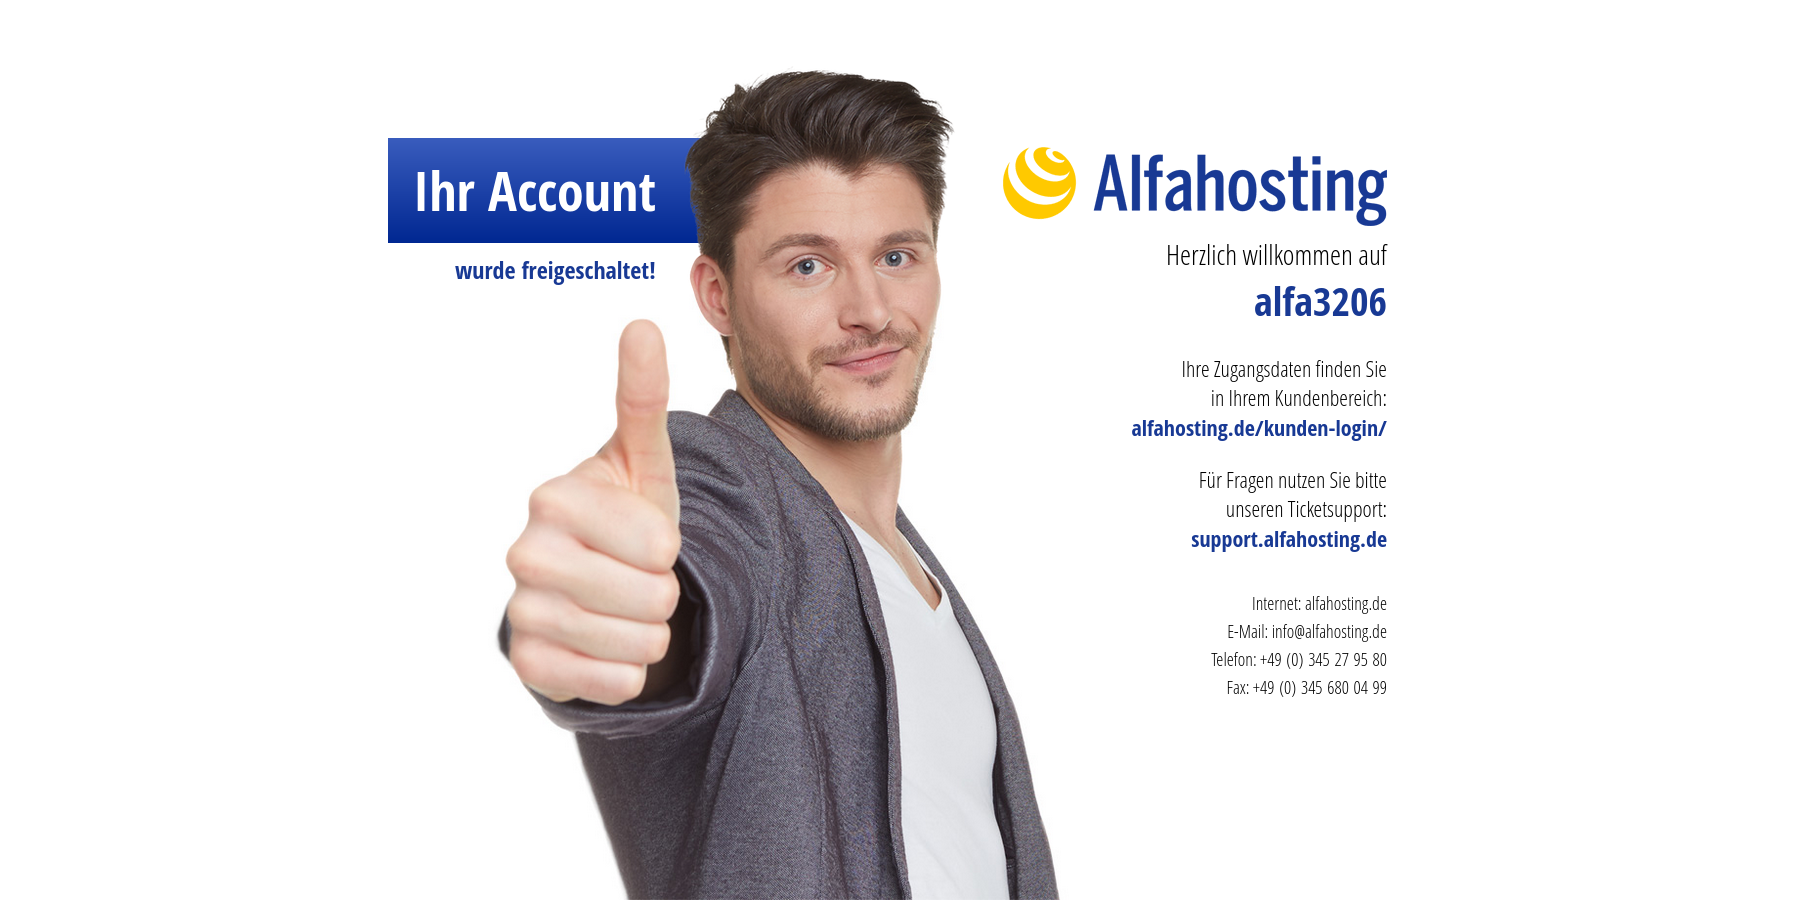 Ihr Account
wurde freigeschaltet!
Alfahosting
Herzlich willkommen auf
alfa3206
Ihre Zugangsdaten finden Sie
in Ihrem Kundenbereich:
alfahosting.de/kunden-login/
Für Fragen nutzen Sie bitte
unseren Ticketsupport:
support.alfahosting.de
Internet: alfahosting.de
E-Mail: info@alfahosting.de
Telefon: +49 (0) 345 27 95 80
Fax: +49 (0) 345 680 04 99